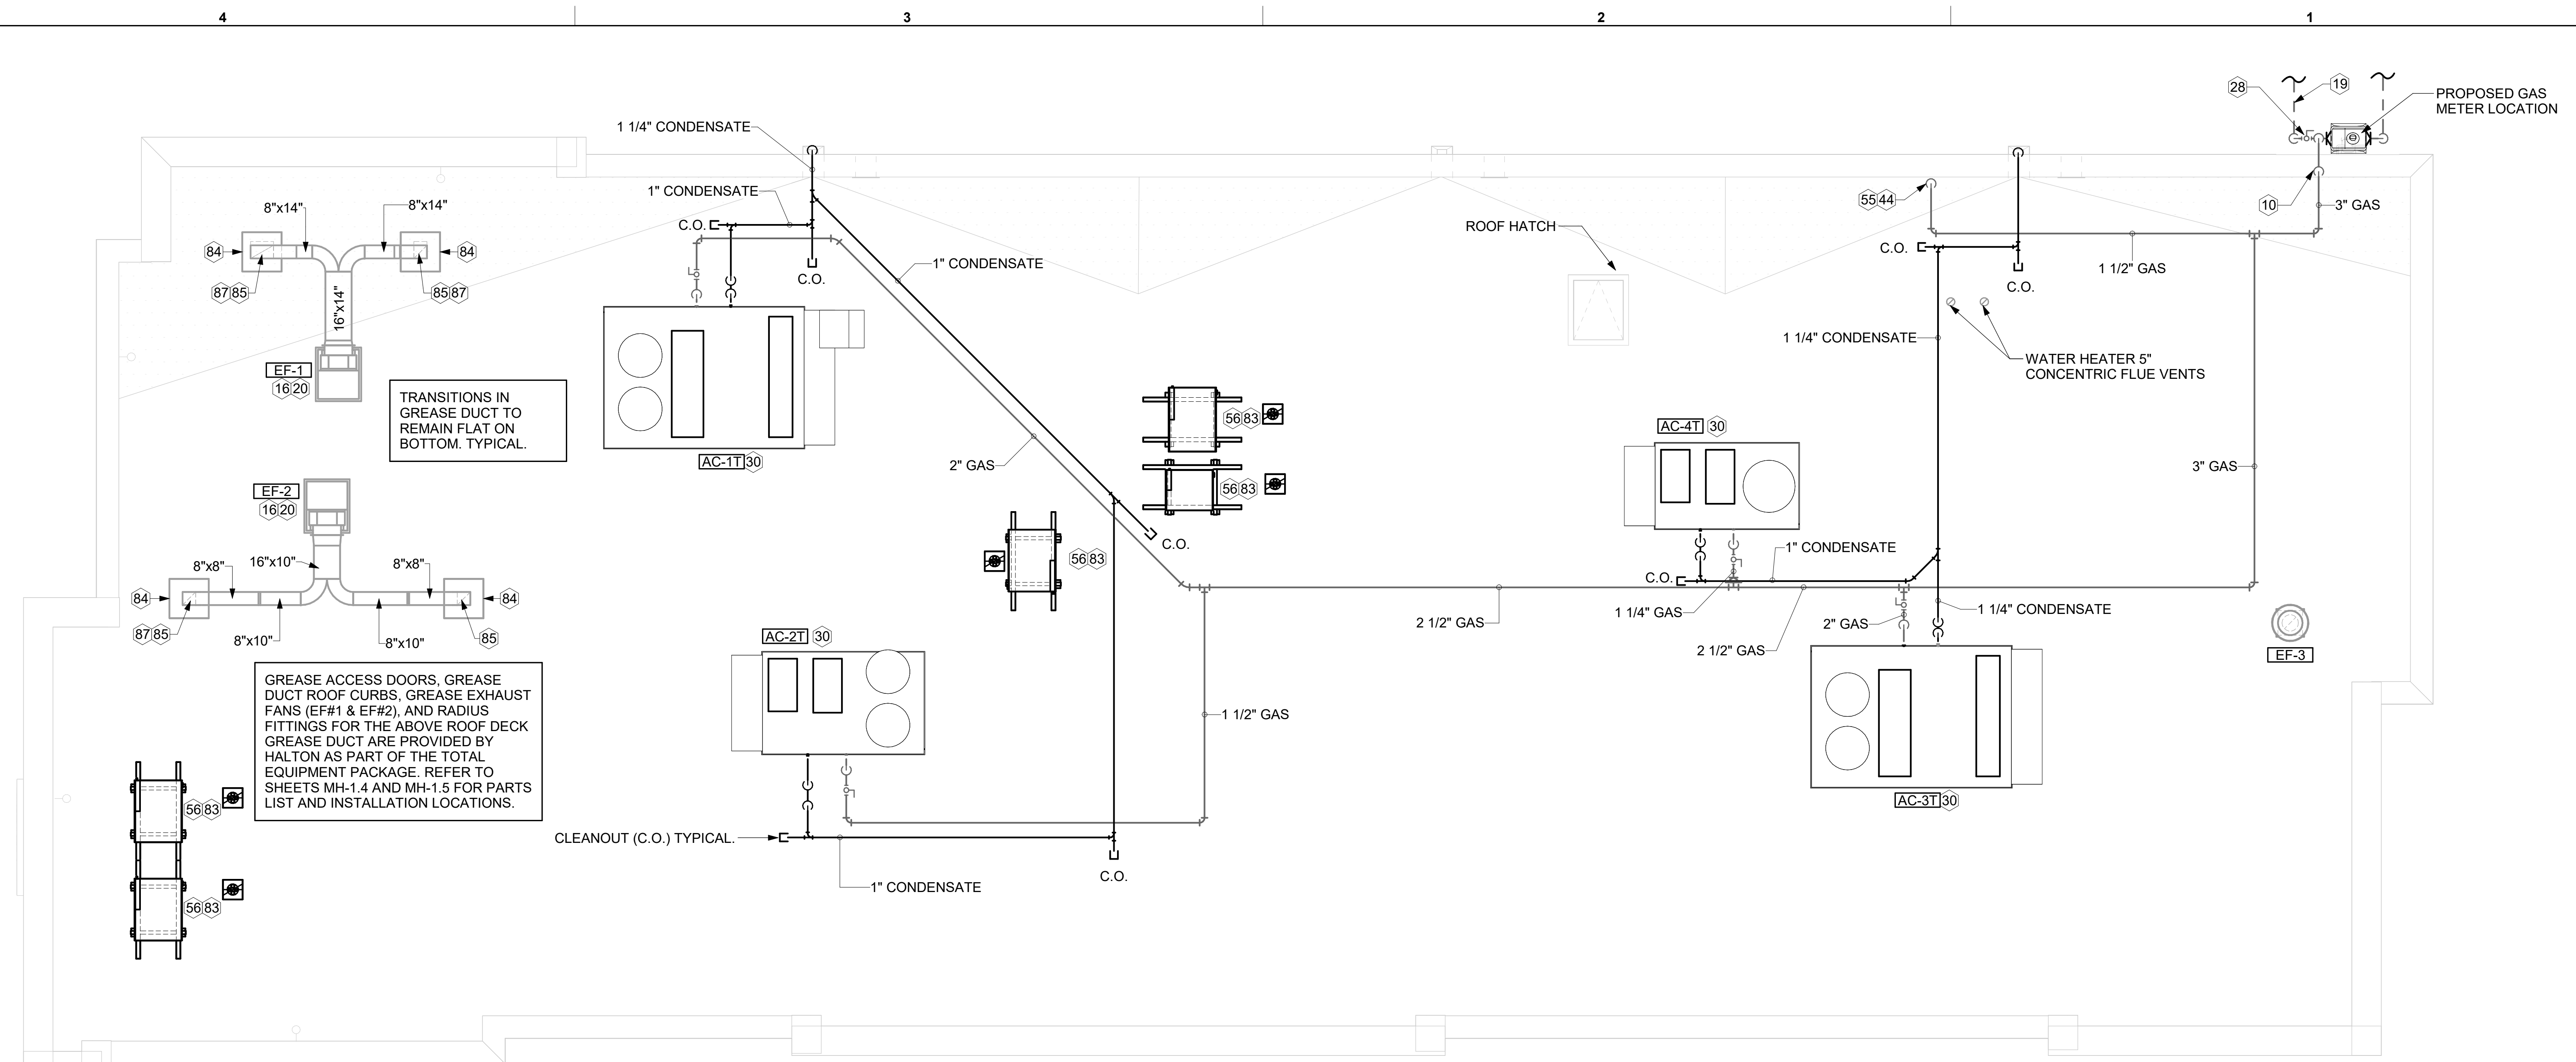 4
3
2
1
28
19
PROPOSED GAS
METER LOCATION
1 1/4" CONDENSATE
1" CONDENSATE
C.O.
C.O.
1" CONDENSATE
8"x14"
8"x14"
84
84
87 85
85 87
16"x14"
EF-1
16 20
TRANSITIONS IN
GREASE DUCT TO
REMAIN FLAT ON
BOTTOM. TYPICAL.
AC-1T 30
ROOF HATCH
55 44
10
3" GAS
C.O.
C.O.
1 1/2" GAS
1 1/4" CONDENSATE
WATER HEATER 5"
CONCENTRIC FLUE VENTS
2" GAS
56 83
56 83
56 83
C.O.
AC-4T 30
3" GAS
1" CONDENSATE
C.O.
1 1/4" GAS
2 1/2" GAS
2 1/2" GAS
2" GAS
1 1/4" CONDENSATE
EF-3
AC-3T 30
EF-2
16 20
8"x8"
16"x10"
8"x8"
84
84
87 85
85
8"x10"
8"x10"
GREASE ACCESS DOORS, GREASE
DUCT ROOF CURBS, GREASE EXHAUST
FANS (EF#1 & EF#2), AND RADIUS
FITTINGS FOR THE ABOVE ROOF DECK
GREASE DUCT ARE PROVIDED BY
HALTON AS PART OF THE TOTAL
EQUIPMENT PACKAGE. REFER TO
SHEETS MH-1.4 AND MH-1.5 FOR PARTS
LIST AND INSTALLATION LOCATIONS.
AC-2T 30
1 1/2" GAS
56 83
56 83
CLEANOUT (C.O.) TYPICAL.
1" CONDENSATE
C.O.